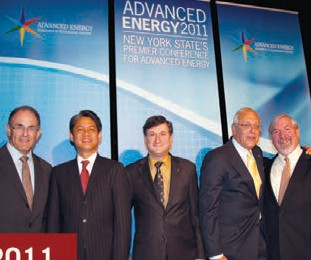 ADVANCED ENERGY
ADVANCED
ENERGY2011
NEW YORK STATE'S
PREMIER CONFERENCE
FOR ADVANCED ENERGY
ADVANCED ENERGY
2011